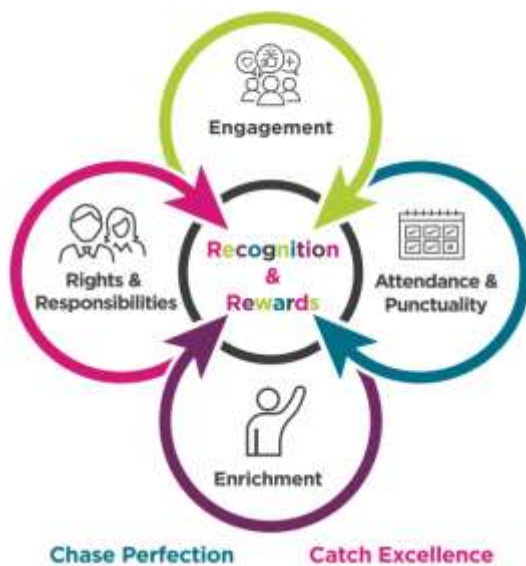 Engagement
Recognition
&
Rewards
Rights &
Responsibilities
Attendance &
Punctuality
Enrichment
Chase Perfection
Catch Excellence